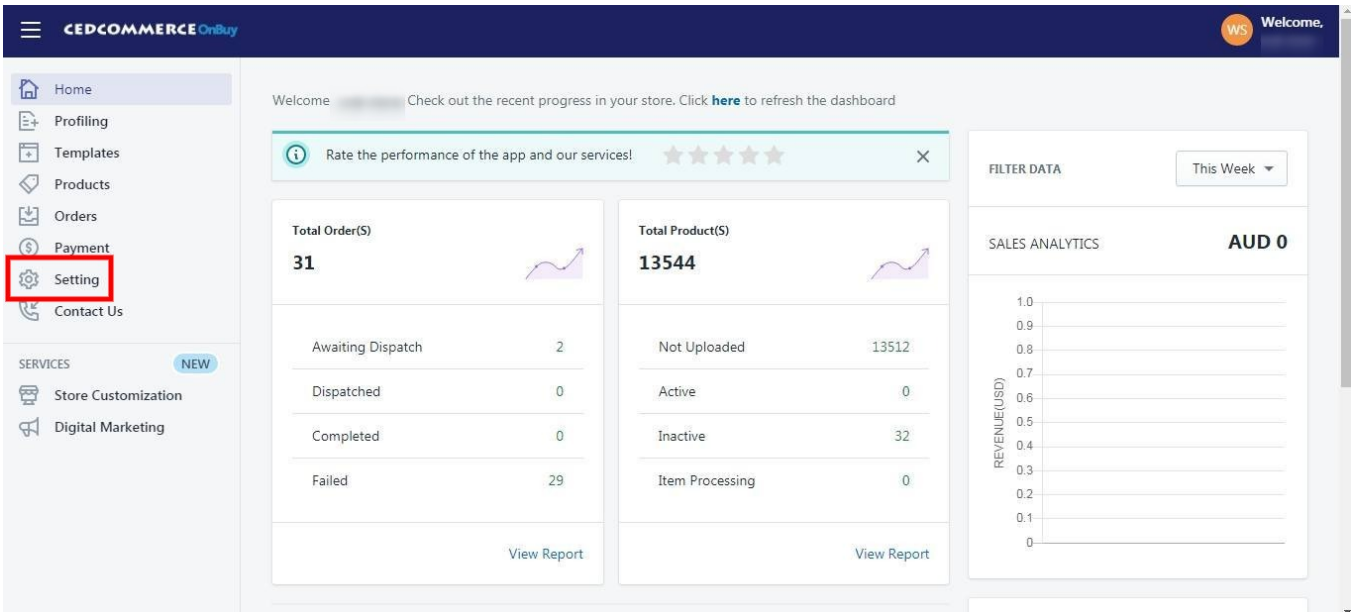 CEDCOMMERCE OnBuy
WS
Welcome,
Home
Profiling
Templates
Products
Orders
Payment
Setting
Contact Us
SERVICES NEW
Store Customization
Digital Marketing
Welcome Check out the recent progress in your store. Click here to refresh the dashboard
Rate the performance of the app and our services!
Total Order(S)
31
Awaiting Dispatch 2
Dispatched 0
Completed 0
Failed 29
View Report
Total Product(S)
13544
Not Uploaded 13512
Active 0
Inactive 32
Item Processing 0
View Report
FILTER DATA This Week
SALES ANALYTICS AUD 0
REVENUE(USD)
1.0
0.9
0.8
0.7
0.6
0.5
0.4
0.3
0.2
0.1
0